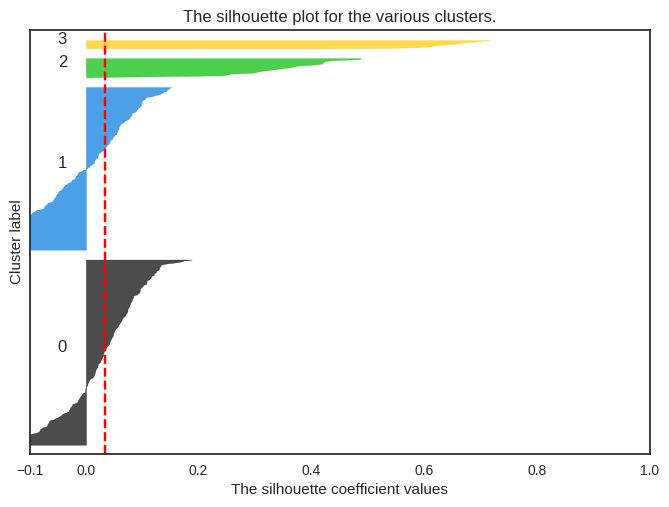 The silhouette plot for the various clusters.
3
2
1
0
Cluster label
−0.1 0.0 0.2 0.4 0.6 0.8 1.0
The silhouette coefficient values